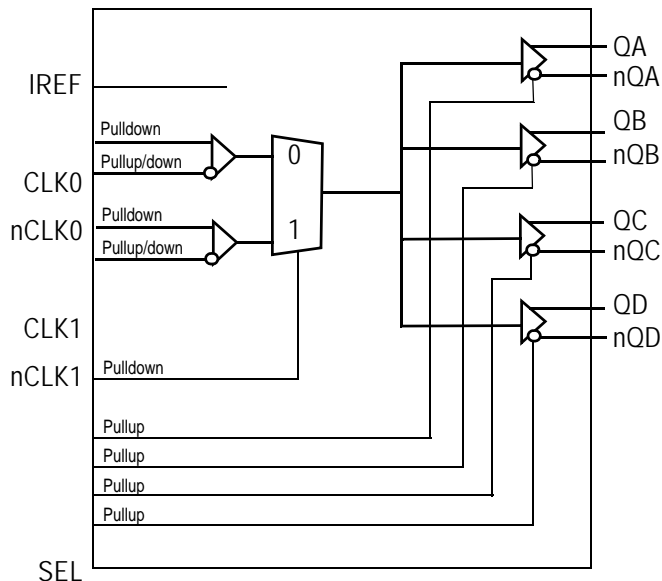 IREF
Pulldown
Pullup/down
CLK0
nCLK0
Pulldown
Pullup/down
CLK1
nCLK1
Pulldown
Pullup
Pullup
Pullup
Pullup
SEL
0
1
QA
nQA
QB
nQB
QC
nQC
QD
nQD